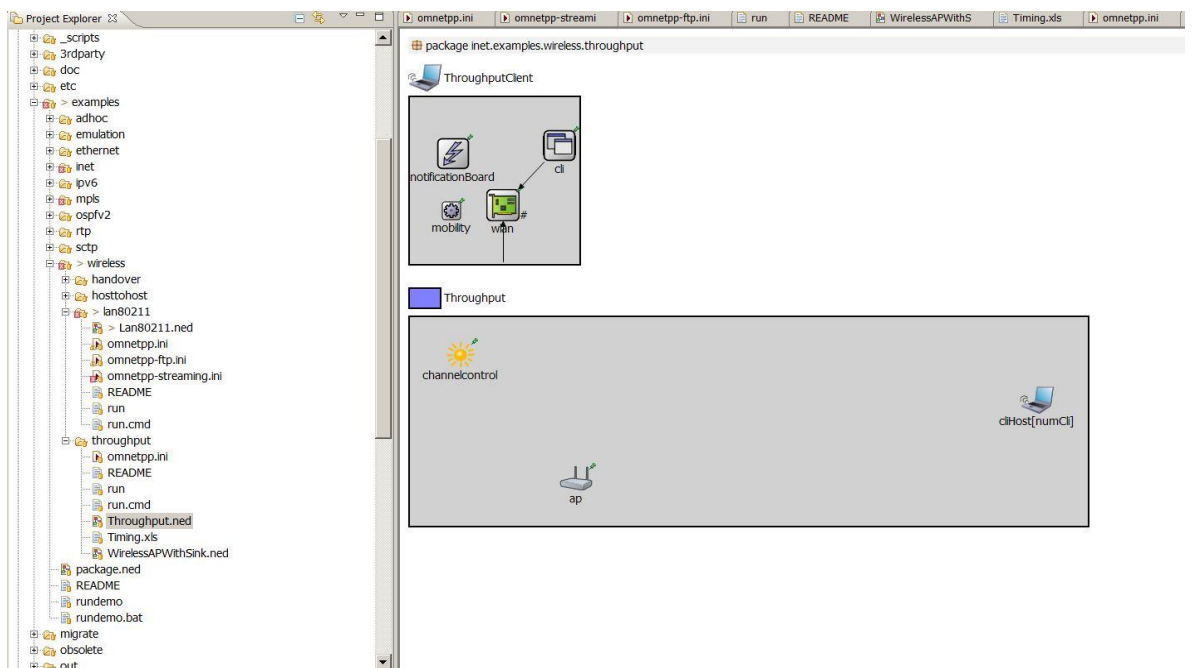 Project Explorer
omnetpp.ini
omnetpp-streami
omnetpp-ftp.ini
run
README
WirelessAPWithS
Timing.xls
omnetpp.ini
_scripts
3rdparty
doc
etc
> examples
adhoc
emulation
ethernet
inet
ipv6
mpls
ospfv2
rtp
sctp
> wireless
handover
hosttohost
> lan80211
> Lan80211.ned
omnetpp.ini
omnetpp-ftp.ini
omnetpp-streaming.ini
README
run
run.cmd
throughput
omnetpp.ini
README
run
run.cmd
Throughput.ned
Timing.xls
WirelessAPWithSink.ned
package.ned
README
rundemo
rundemo.bat
migrate
obsolete
out
package inet.examples.wireless.throughput
ThroughputClient
notificationBoard
cli
mobility
wlan
#
Throughput
channelcontrol
cliHost[numCli]
ap